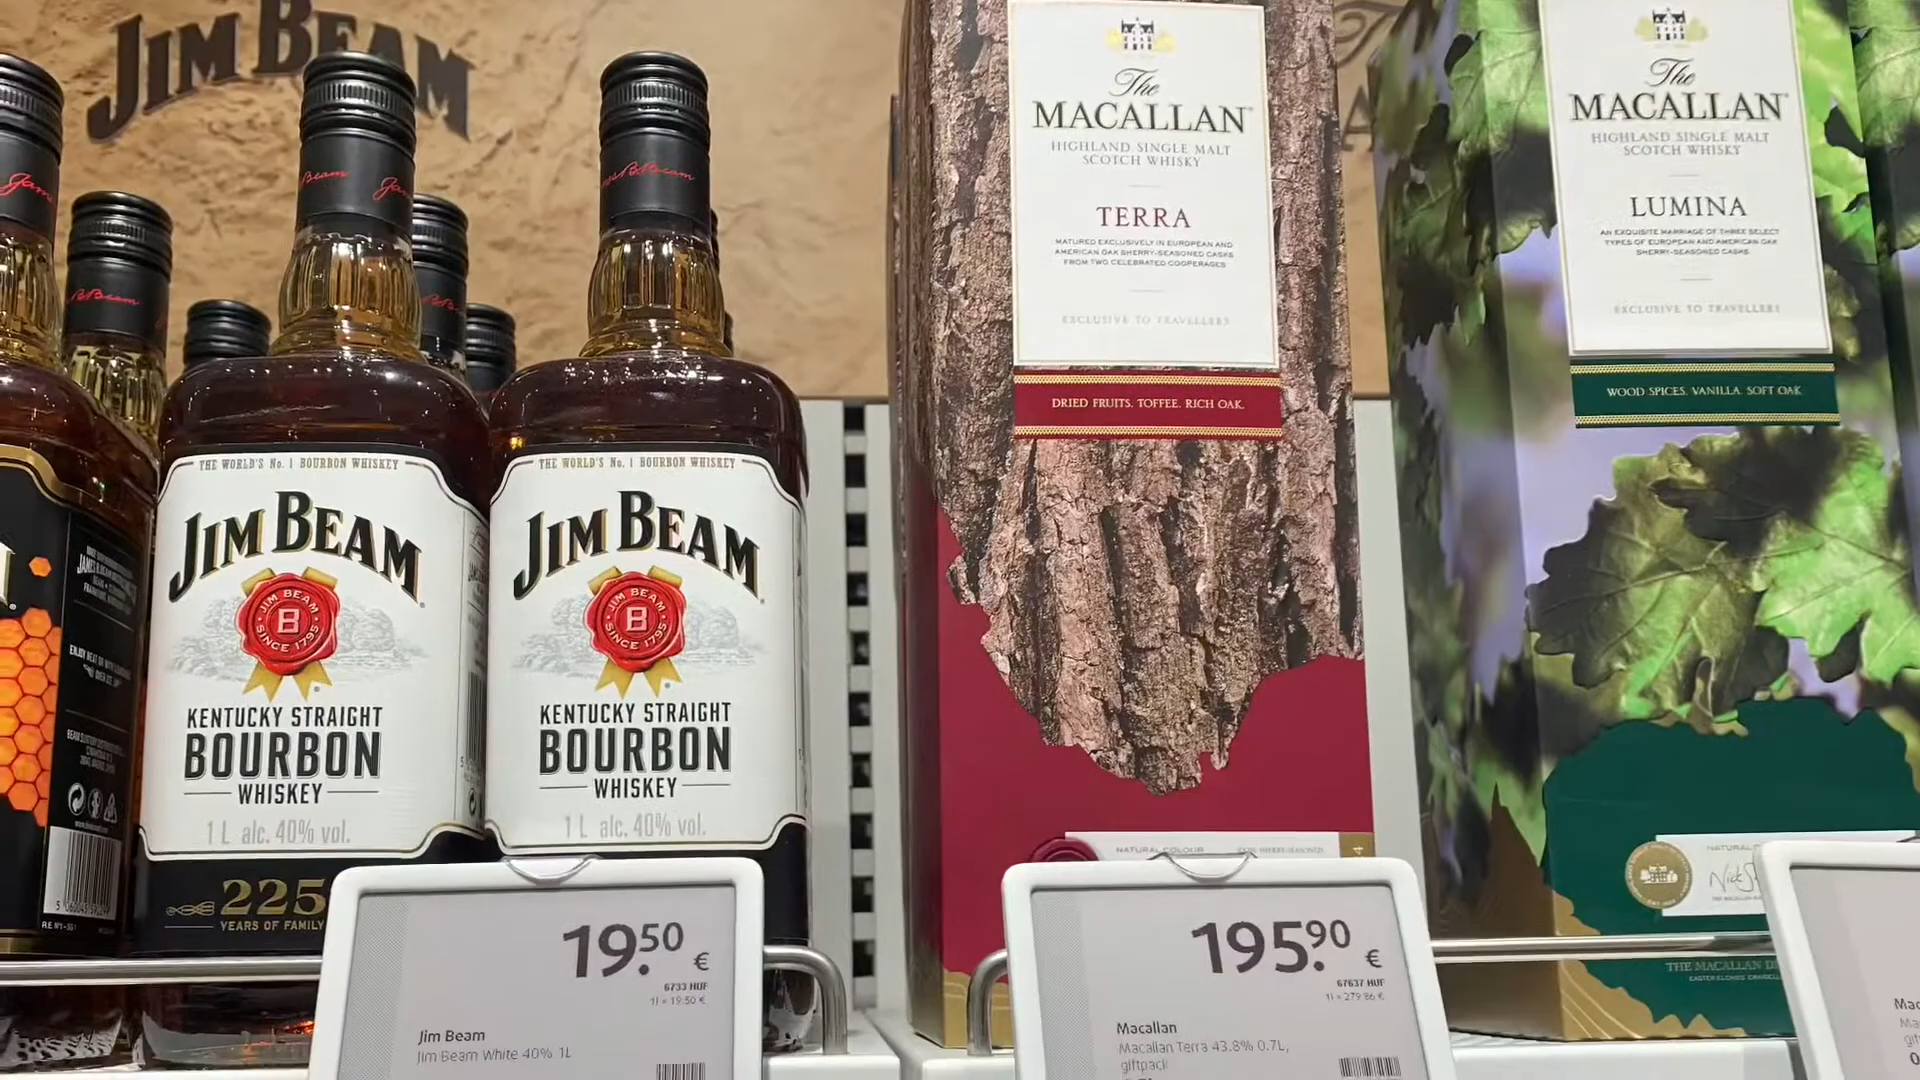 JIM BEAM
THE WORLD'S No. 1 BOURBON WHISKEY
JIM BEAM
JIM BEAM
B
SINCE 1795
KENTUCKY STRAIGHT
BOURBON
WHISKEY
1 L alc. 40% vol.
225
YEARS OF FAMILY
THE WORLD'S No. 1 BOURBON WHISKEY
JIM BEAM
JIM BEAM
B
SINCE 1795
KENTUCKY STRAIGHT
BOURBON
WHISKEY
1 L alc. 40% vol.
The
MACALLAN
HIGHLAND SINGLE MALT
SCOTCH WHISKY
TERRA
MATURED EXCLUSIVELY IN EUROPEAN AND
AMERICAN OAK SHERRY-SEASONED CASKS
FROM TWO CELEBRATED COOPERAGES
EXCLUSIVE TO TRAVELLERS
DRIED FRUITS. TOFFEE. RICH OAK.
NATURAL COLOUR
The
MACALLAN
HIGHLAND SINGLE MALT
SCOTCH WHISKY
LUMINA
AN EXQUISITE MARRIAGE OF THREE SELECT
TYPES OF EUROPEAN AND AMERICAN OAK
SHERRY-SEASONED CASKS
EXCLUSIVE TO TRAVELLERS
WOOD SPICES. VANILLA. SOFT OAK
THE MACALLAN
19.50 €
6733 HUF
1l = 19.50 €
Jim Beam
Jim Beam White 40% 1L
195.90 €
67637 HUF
1l = 279.86 €
Macallan
Macallan Terra 43.8% 0.7L,
giftpack